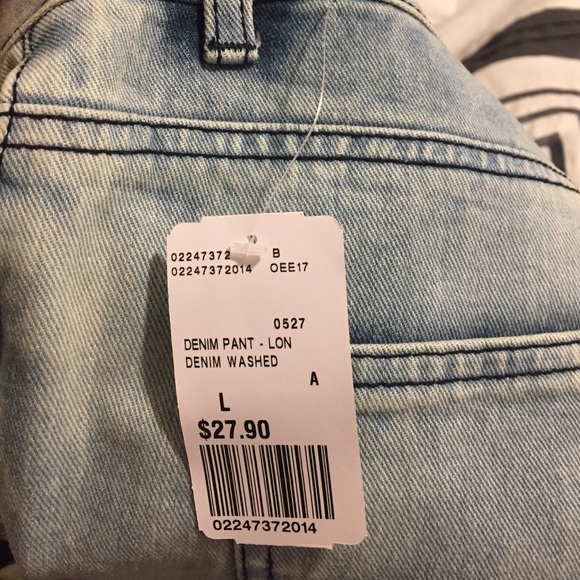 02247372 B
02247372014 OEE17
0527
DENIM PANT - LON
DENIM WASHED
A
L
$27.90
02247372014